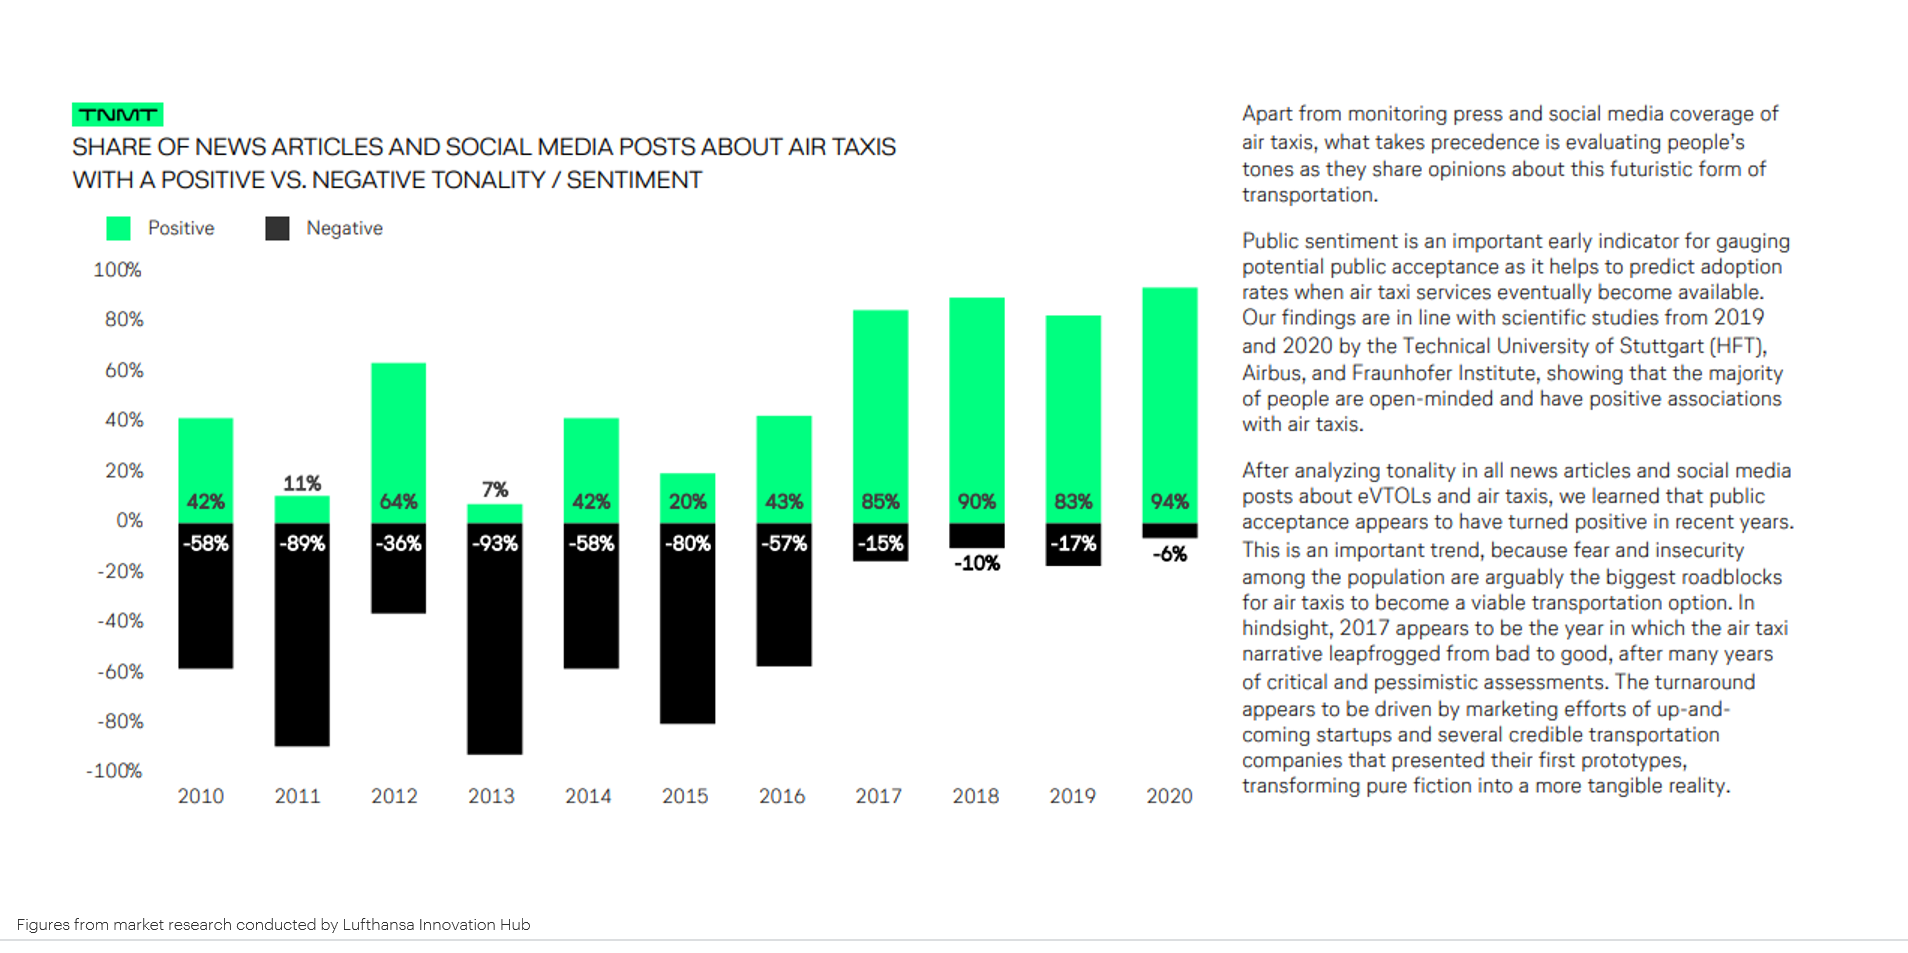 TNMT
SHARE OF NEWS ARTICLES AND SOCIAL MEDIA POSTS ABOUT AIR TAXIS
WITH A POSITIVE VS. NEGATIVE TONALITY / SENTIMENT
Positive Negative
100%
80%
60%
40%
20%
0%
-20%
-40%
-60%
-80%
-100%
42% 11% 64% 7% 42% 20% 43% 85% 90% 83% 94%
-58% -89% -36% -93% -58% -80% -57% -15% -10% -17% -6%
2010 2011 2012 2013 2014 2015 2016 2017 2018 2019 2020
Apart from monitoring press and social media coverage of
air taxis, what takes precedence is evaluating people's
tones as they share opinions about this futuristic form of
transportation.
Public sentiment is an important early indicator for gauging
potential public acceptance as it helps to predict adoption
rates when air taxi services eventually become available.
Our findings are in line with scientific studies from 2019
and 2020 by the Technical University of Stuttgart (HFT),
Airbus, and Fraunhofer Institute, showing that the majority
of people are open-minded and have positive associations
with air taxis.
After analyzing tonality in all news articles and social media
posts about eVTOLs and air taxis, we learned that public
acceptance appears to have turned positive in recent years.
This is an important trend, because fear and insecurity
among the population are arguably the biggest roadblocks
for air taxis to become a viable transportation option. In
hindsight, 2017 appears to be the year in which the air taxi
narrative leapfrogged from bad to good, after many years
of critical and pessimistic assessments. The turnaround
appears to be driven by marketing efforts of up-and-
coming startups and several credible transportation
companies that presented their first prototypes,
transforming pure fiction into a more tangible reality.
Figures from market research conducted by Lufthansa Innovation Hub